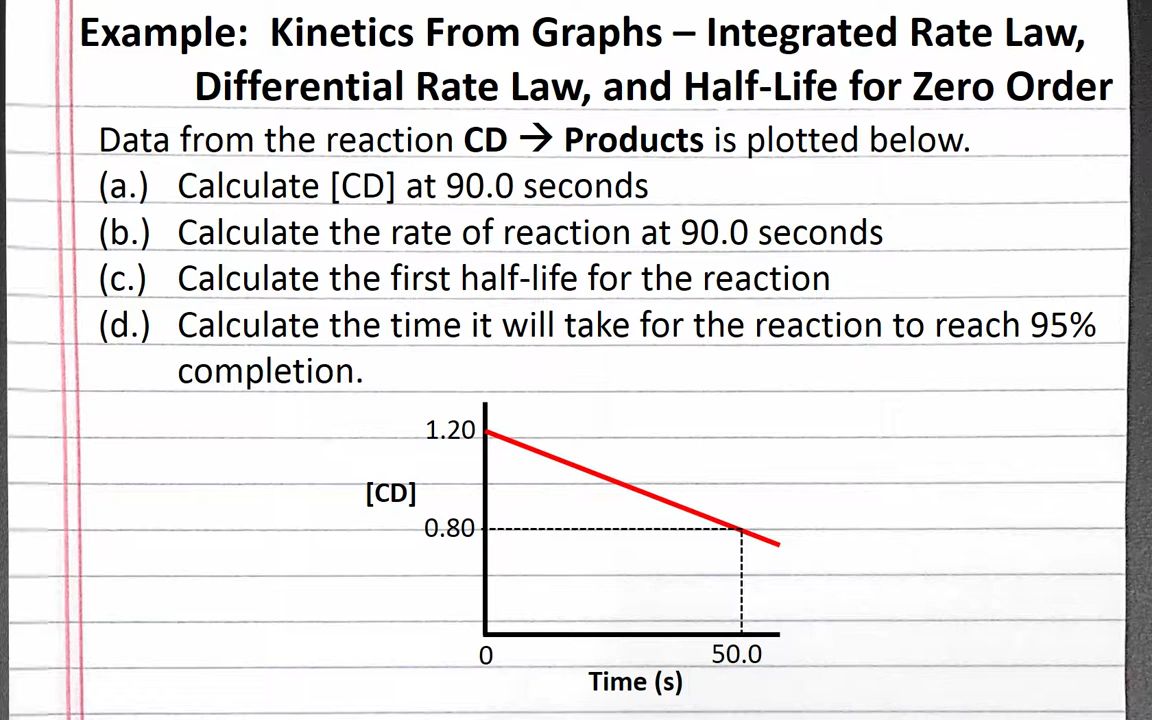 Example: Kinetics From Graphs – Integrated Rate Law,
Differential Rate Law, and Half-Life for Zero Order
Data from the reaction CD → Products is plotted below.
(a.) Calculate [CD] at 90.0 seconds
(b.) Calculate the rate of reaction at 90.0 seconds
(c.) Calculate the first half-life for the reaction
(d.) Calculate the time it will take for the reaction to reach 95%
completion.
1.20
[CD]
0.80
0 50.0
Time (s)